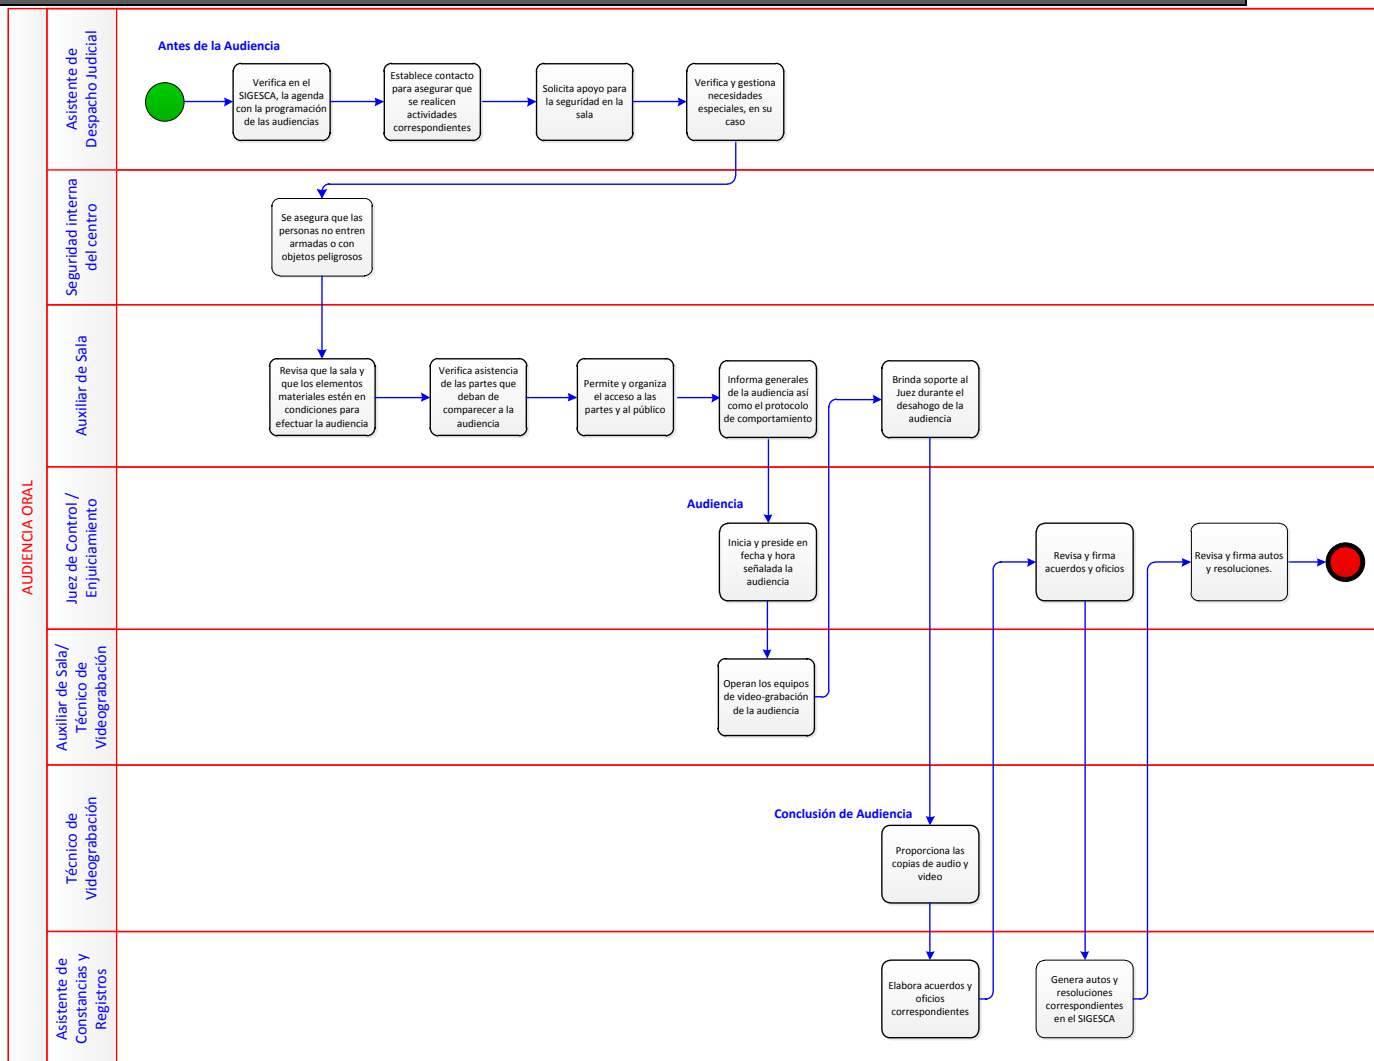 AUDIENCIA ORAL
Asistente de
Despacho Judicial
Antes de la Audiencia
Verifica en el
SIGESCA, la agenda
con la programación
de las audiencias
Establece contacto
para asegurar que
se realicen
actividades
correspondientes
Solicita apoyo para
la seguridad en la
sala
Verifica y gestiona
necesidades
especiales, en su
caso
Seguridad interna
del centro
Se asegura que las
personas no entren
armadas o con
objetos peligrosos
Auxiliar de Sala
Revisa que la sala y
que los elementos
materiales estén en
condiciones para
efectuar la audiencia
Verifica asistencia
de las partes que
deban de
comparecer a la
audiencia
Permite y organiza
el acceso a las
partes y al público
Informa generales
de la audiencia así
como el protocolo
de comportamiento
Brinda soporte al
Juez durante el
desahogo de la
audiencia
Juez de Control /
Enjuiciamiento
Audiencia
Inicia y preside en
fecha y hora
señalada la
audiencia
Revisa y firma
acuerdos y oficios
Revisa y firma autos
y resoluciones.
Auxiliar de Sala/
Técnico de
Videograbación
Operan los equipos
de video-grabación
de la audiencia
Técnico de
Videograbación
Conclusión de Audiencia
Proporciona las
copias de audio y
video
Asistente de
Constancias y
Registros
Elabora acuerdos y
oficios
correspondientes
Genera autos y
resoluciones
correspondientes
en el SIGESCA